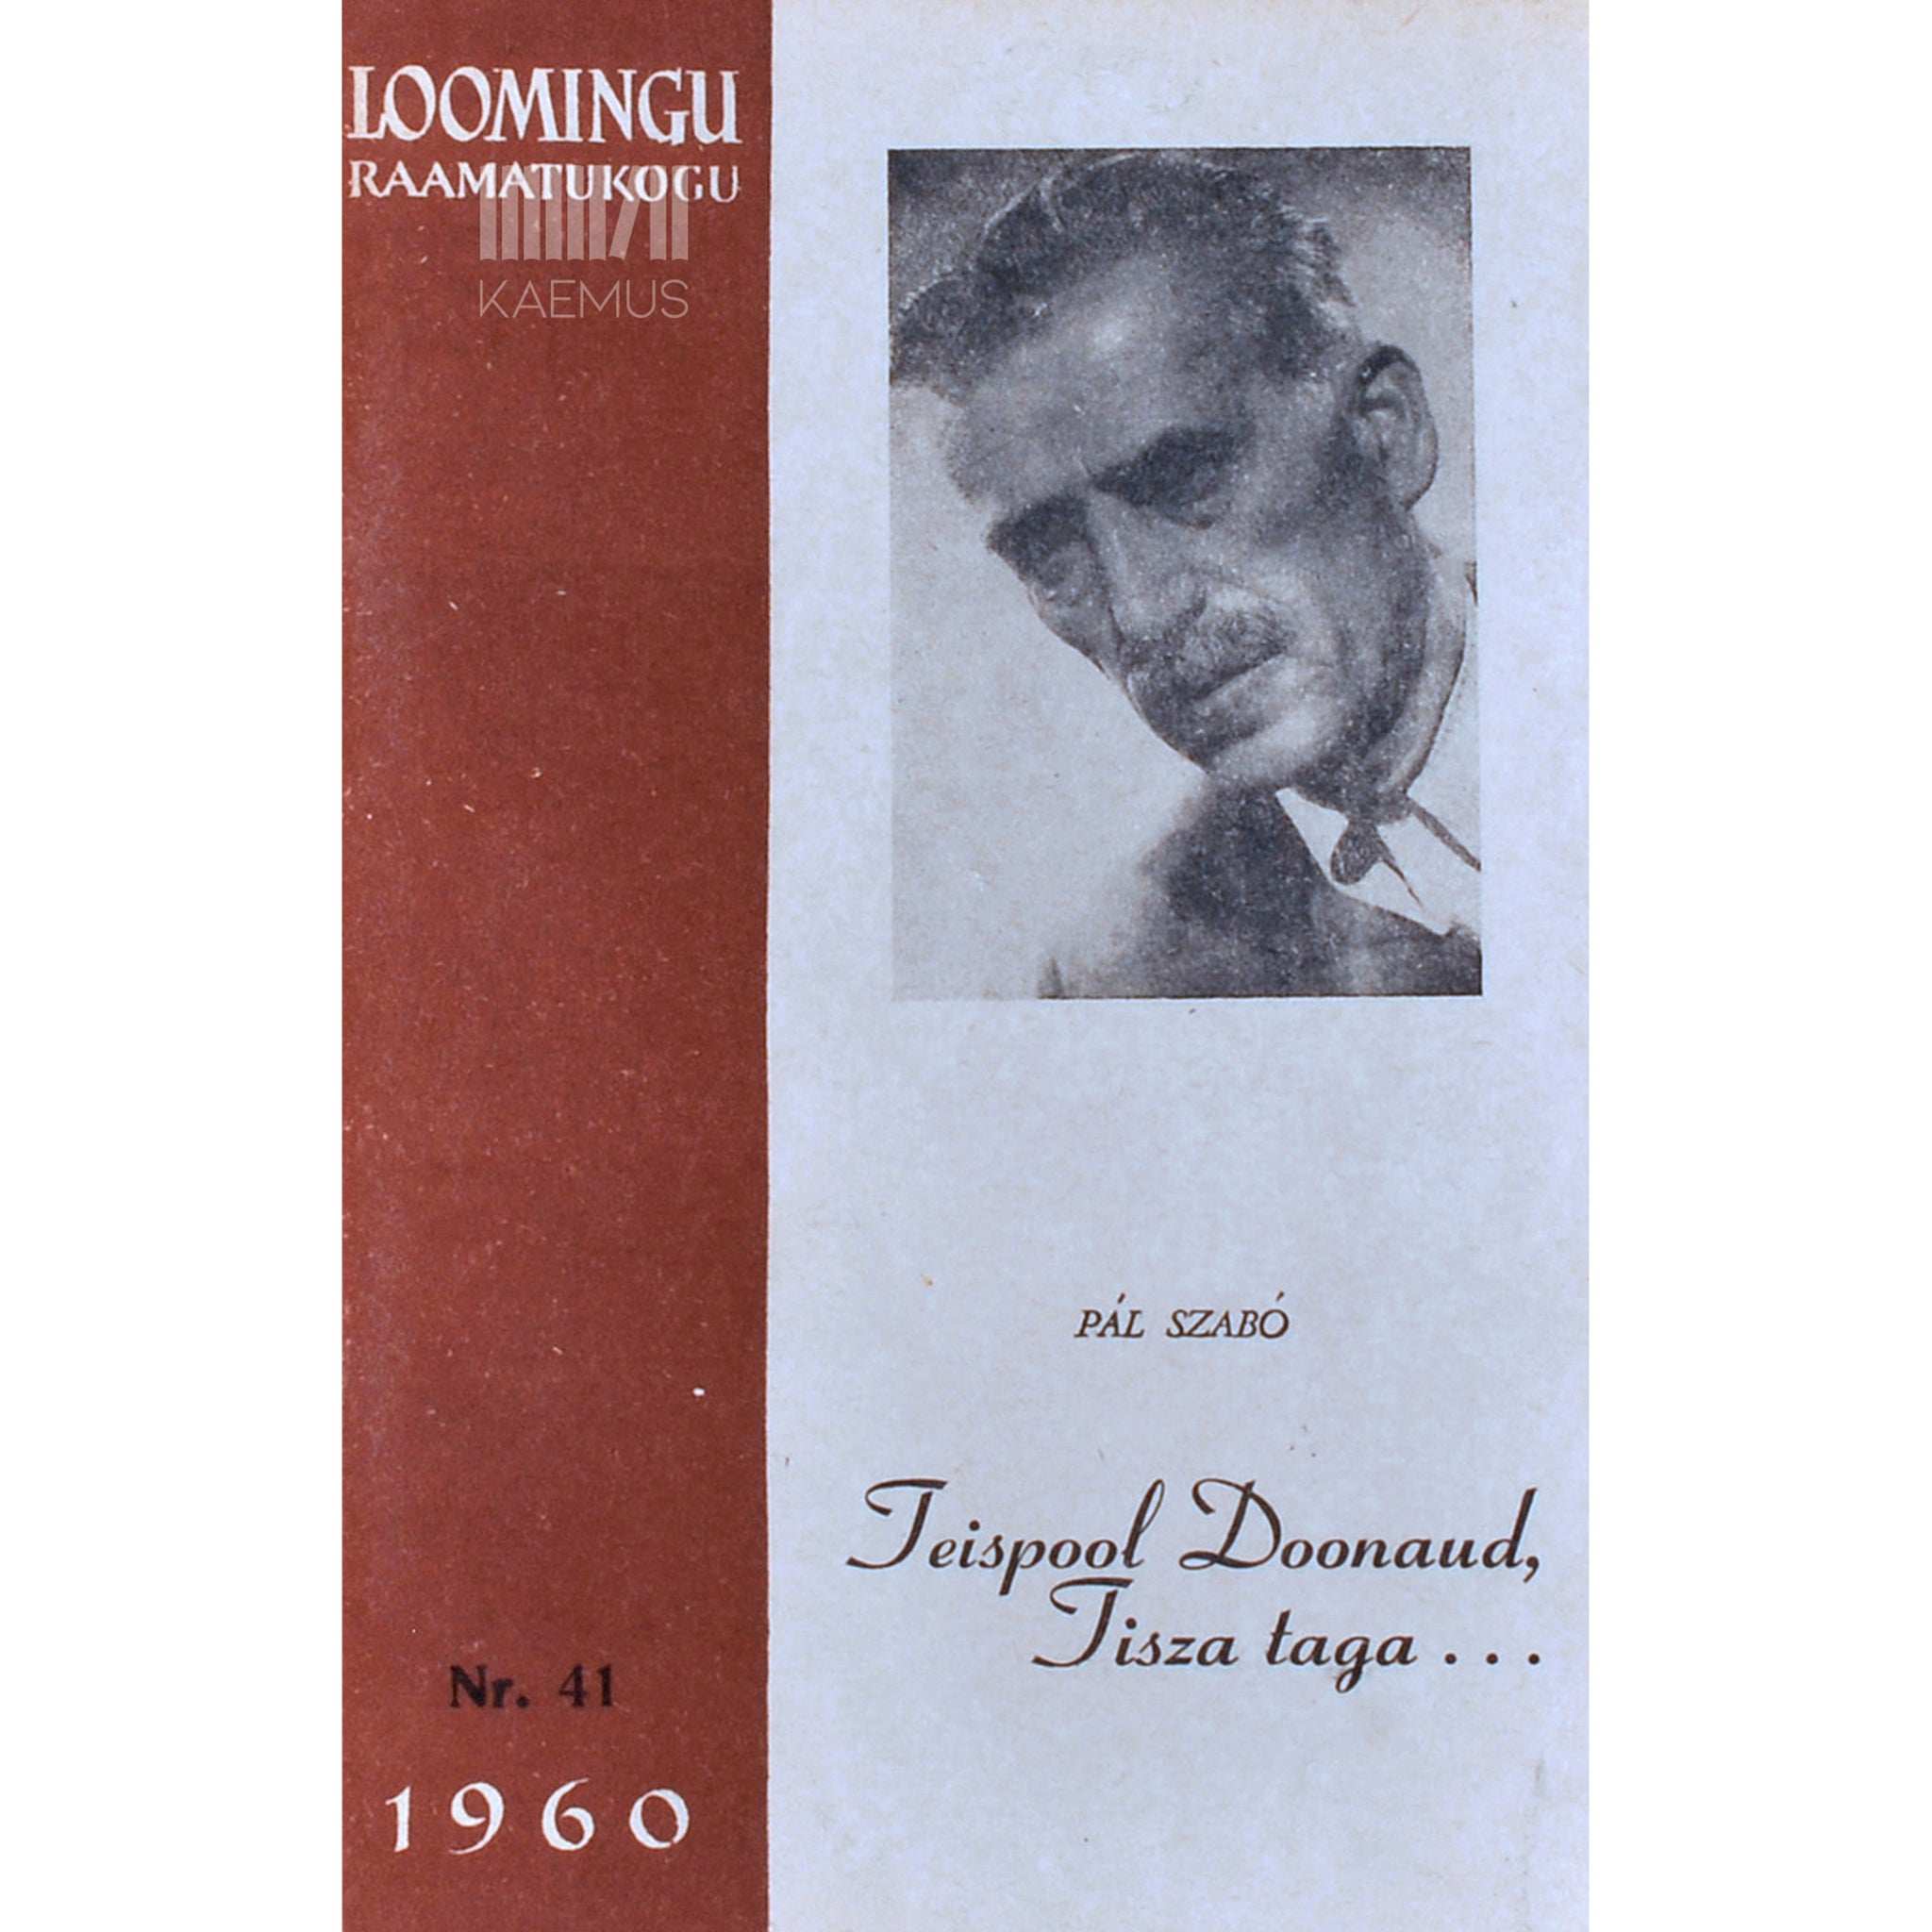 LOOMINGU
RAAMATUKOGU
KAEMUS
PÁL SZABÓ
Teispool Doonaud,
Tisza taga . . .
Nr. 41
1960